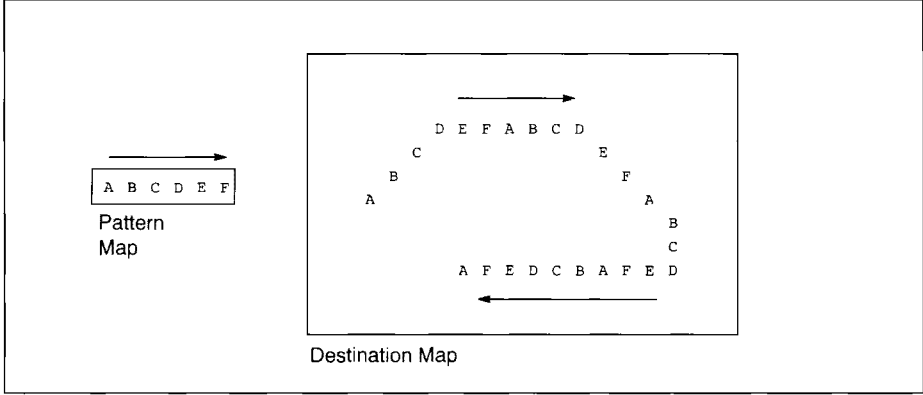 D E F A B C D
C E
B F
A B C D E F A A
Pattern B
Map C
A F E D C B A F E D
Destination Map